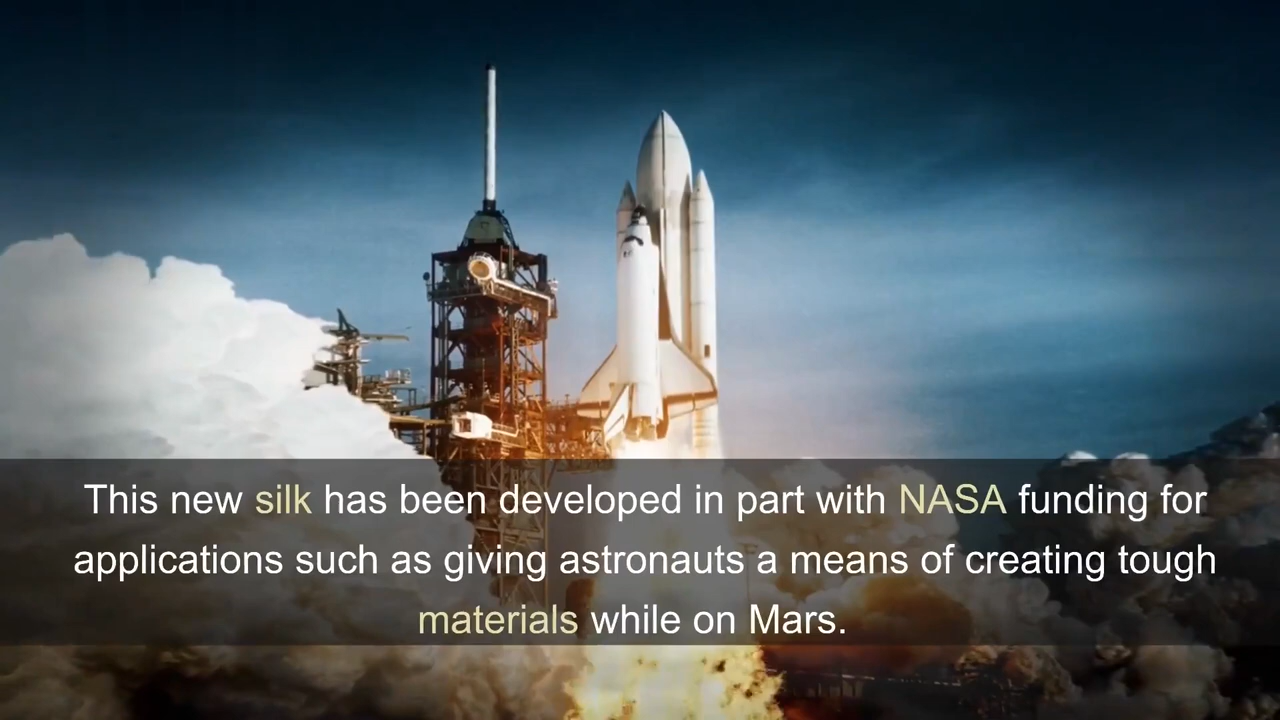 This new silk has been developed in part with NASA funding for
applications such as giving astronauts a means of creating tough
materials while on Mars.